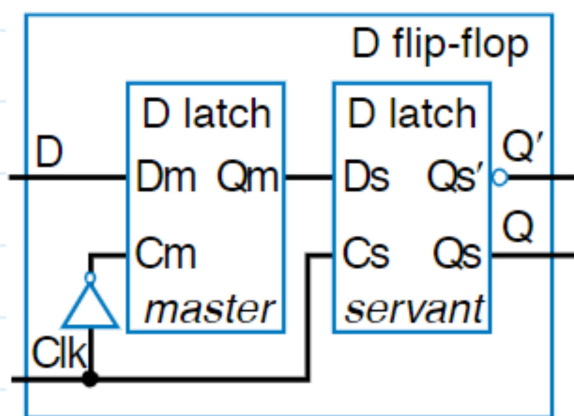 D flip-flop
D latch
D latch
D
Q′
Dm
Qm
Ds
Qs′
Q
Cm
Cs
Qs
master
servant
Clk